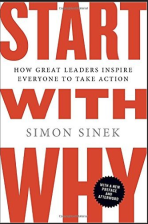 START
HOW GREAT LEADERS INSPIRE
EVERYONE TO TAKE ACTION
WITH
SIMON SINEK
WHY
WITH A NEW
PREFACE AND
AFTERWORD